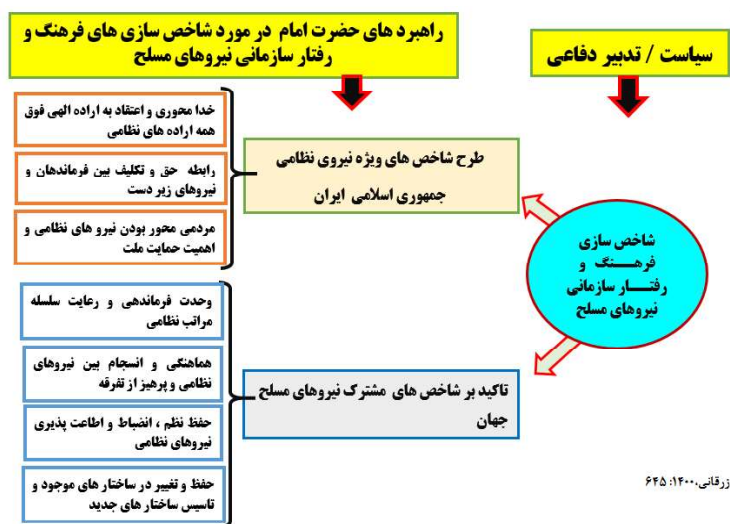 سیاست / تدبیر دفاعی
راهبرد های حضرت امام در مورد شاخص سازی های فرهنگ و
رفتار سازمانی نیروهای مسلح
شاخص سازی
فرهنگ و
رفتار سازمانی
نیروهای مسلح
طرح شاخص های ویژه نیروی نظامی
جمهوری اسلامی ایران
خدا محوری و اعتقاد به اراده الهی فوق
همه اراده های نظامی
رابطه حق و تکلیف بین فرماندهان و
نیروهای زیر دست
مردمی محور بودن نیرو های نظامی و
اهمیت حمایت ملت
تاکید بر شاخص های مشترک نیروهای مسلح
جهان
وحدت فرماندهی و رعایت سلسله
مراتب نظامی
هماهنگی و انسجام بین نیروهای
نظامی و پرهیز از تفرقه
حفظ نظم ، انضباط و اطاعت پذیری
نیروهای نظامی
حفظ و تغییر در ساختار های موجود و
تاسیس ساختار های جدید
زرقانی،۱۴۰۰: ۶۴۵